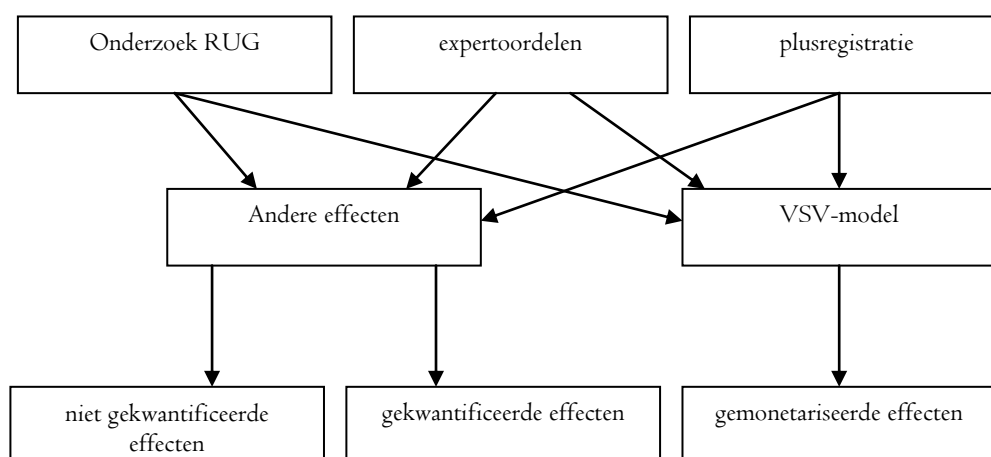 Onderzoek RUG
expertoordelen
plusregistratie
Andere effecten
VSV-model
niet gekwantificeerde
effecten
gekwantificeerde effecten
gemonetariseerde effecten